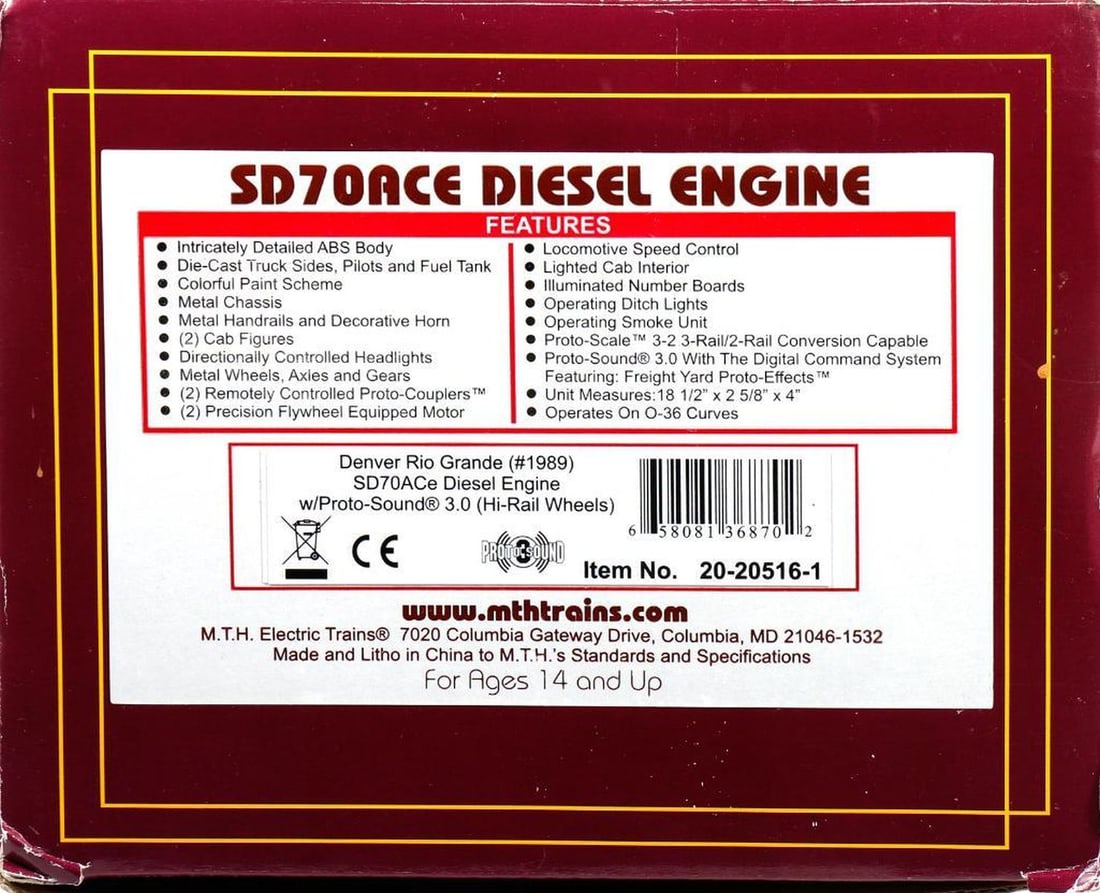 SD70ACE DIESEL ENGINE
FEATURES
● Intricately Detailed ABS Body
● Die-Cast Truck Sides, Pilots and Fuel Tank
● Colorful Paint Scheme
● Metal Chassis
● Metal Handrails and Decorative Horn
● (2) Cab Figures
● Directionally Controlled Headlights
● Metal Wheels, Axles and Gears
● (2) Remotely Controlled Proto-Couplers™
● (2) Precision Flywheel Equipped Motor
● Locomotive Speed Control
● Lighted Cab Interior
● Illuminated Number Boards
● Operating Ditch Lights
● Operating Smoke Unit
● Proto-Scale™ 3-2 3-Rail/2-Rail Conversion Capable
● Proto-Sound® 3.0 With The Digital Command System
Featuring: Freight Yard Proto-Effects™
● Unit Measures:18 1/2" x 2 5/8" x 4"
● Operates On O-36 Curves
Denver Rio Grande (#1989)
SD70ACe Diesel Engine
w/Proto-Sound® 3.0 (Hi-Rail Wheels)
6 58081 36870 2
CE
PROTO-SOUND 3
Item No. 20-20516-1
www.mthtrains.com
M.T.H. Electric Trains® 7020 Columbia Gateway Drive, Columbia, MD 21046-1532
Made and Litho in China to M.T.H.'s Standards and Specifications
For Ages 14 and Up